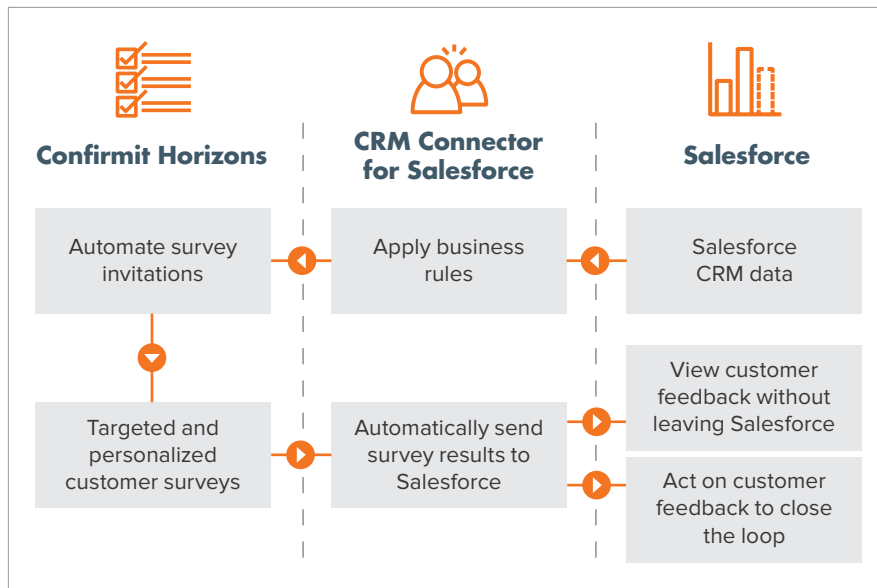 Confirmit Horizons
CRM Connector
for Salesforce
Salesforce
Automate survey
invitations
Apply business
rules
Salesforce
CRM data
Targeted and
personalized
customer surveys
Automatically send
survey results to
Salesforce
View customer
feedback without
leaving Salesforce
Act on customer
feedback to close
the loop